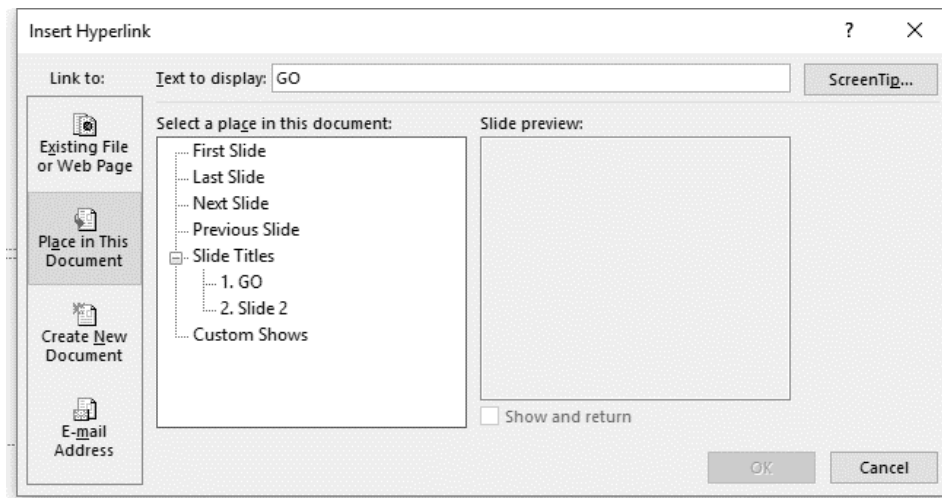 Insert Hyperlink
?
Link to:
Text to display: GO
ScreenTip...
Existing File
or Web Page
Place in This
Document
Create New
Document
E-mail
Address
Select a place in this document:
First Slide
Last Slide
Next Slide
Previous Slide
Slide Titles
1. GO
2. Slide 2
Custom Shows
Slide preview:
Show and return
OK
Cancel